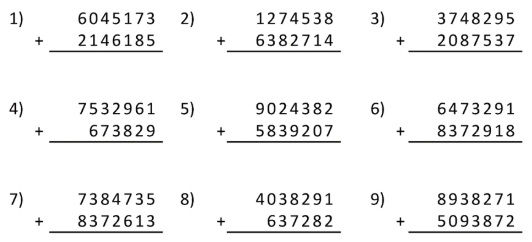 1) 6045173 2) 1274538 3) 3748295
+ 2146185 + 6382714 + 2087537
4) 7532961 5) 9024382 6) 6473291
+ 673829 + 5839207 + 8372918
7) 7384735 8) 4038291 9) 8938271
+ 8372613 + 637282 + 5093872